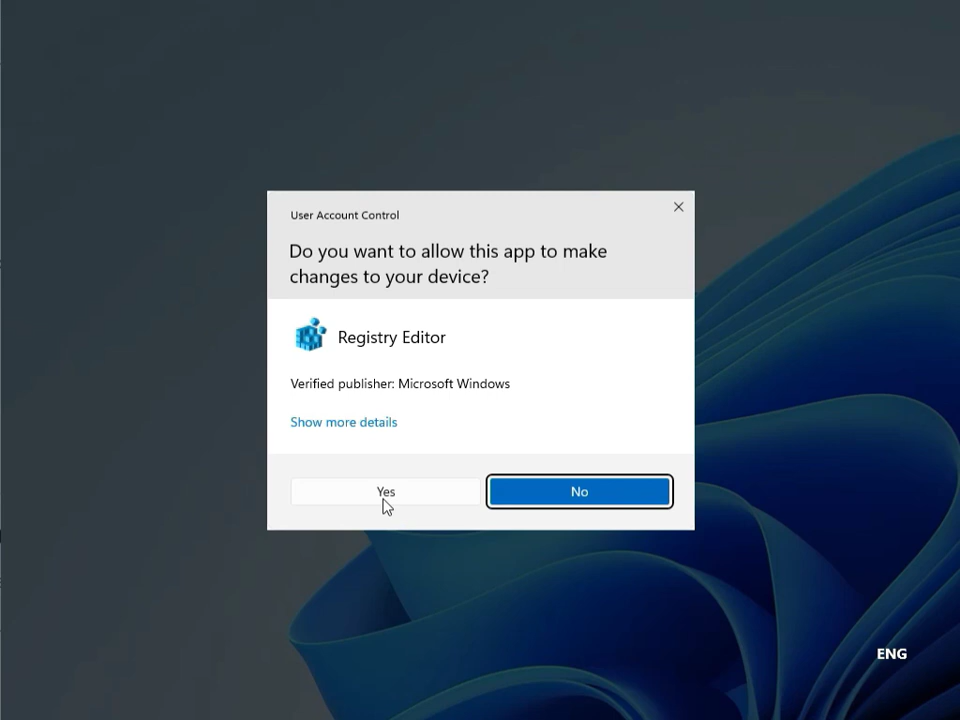 User Account Control
Do you want to allow this app to make
changes to your device?
Registry Editor
Verified publisher: Microsoft Windows
Show more details
Yes
No
ENG